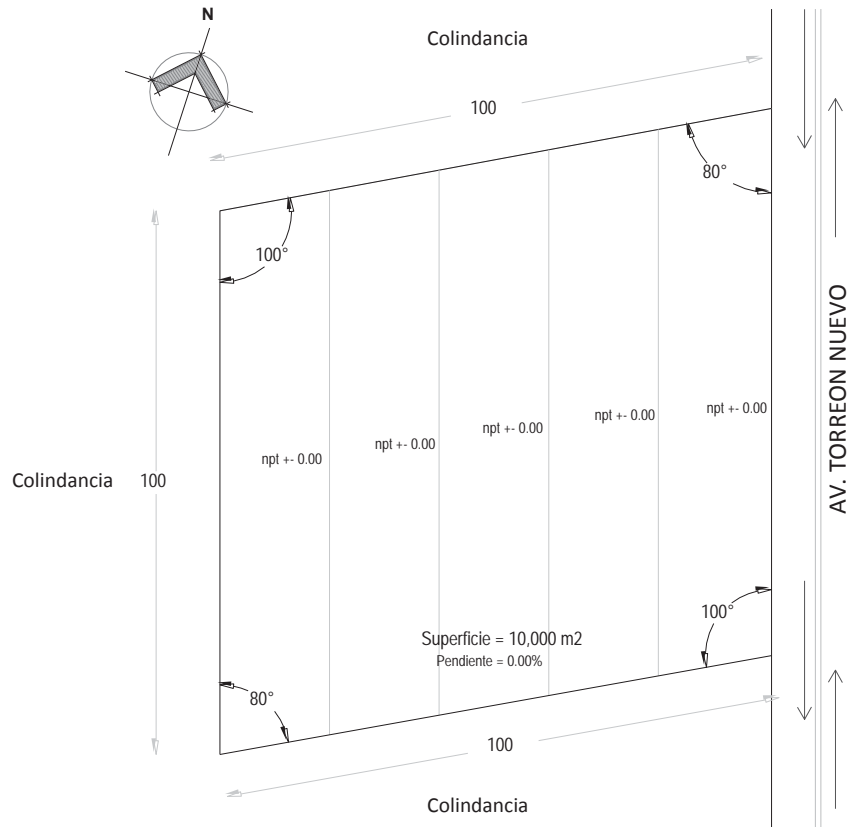 N
Colindancia
100
80°
100°
AV. TORREON NUEVO
npt +- 0.00
npt +- 0.00
npt +- 0.00
npt +- 0.00
npt +- 0.00
Colindancia
100
100°
Superficie = 10,000 m2
Pendiente = 0.00%
80°
100
Colindancia